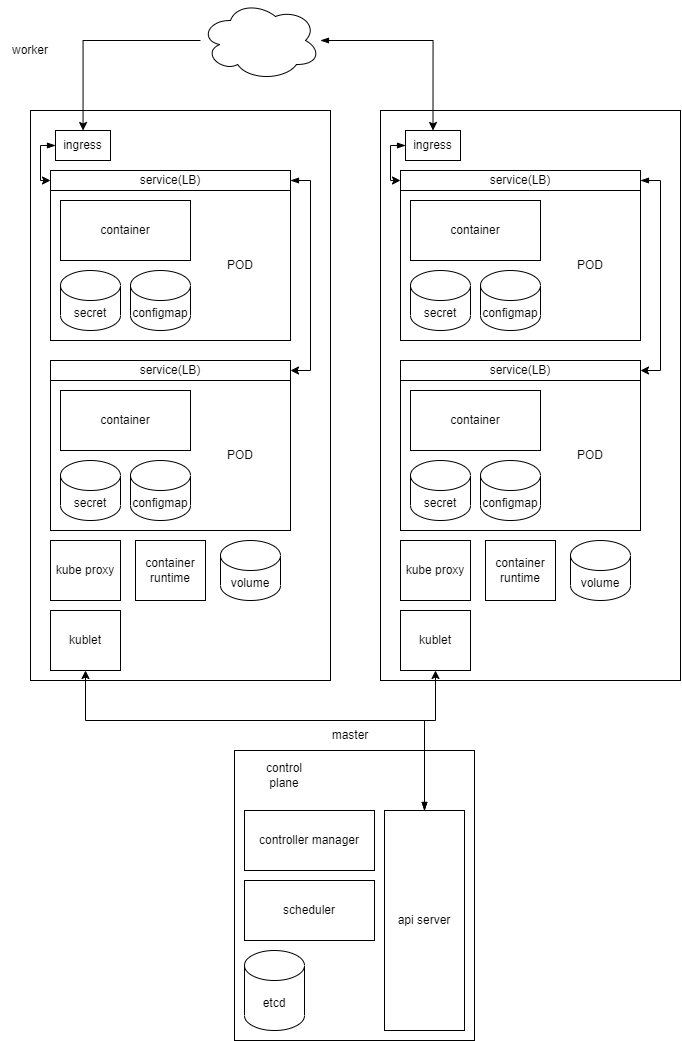 worker
ingress
service(LB)
container
POD
secret
configmap
service(LB)
container
POD
secret
configmap
kube proxy
container
runtime
volume
kublet
ingress
service(LB)
container
POD
secret
configmap
service(LB)
container
POD
secret
configmap
kube proxy
container
runtime
volume
kublet
master
control
plane
controller manager
scheduler
etcd
api server